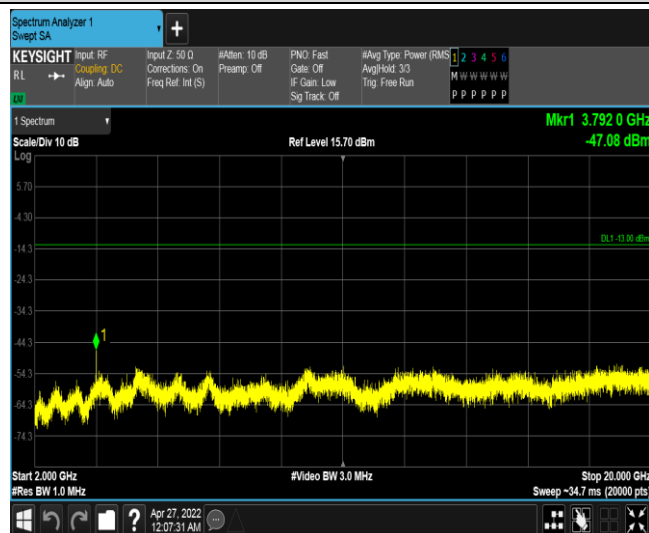 Spectrum Analyzer 1
Swept SA
KEYSIGHT Input: RF Input Z: 50 Ω #Atten: 10 dB PNO: Fast #Avg Type: Power (RMS 1 2 3 4 5 6
RL Coupling: DC Corrections: On Preamp: Off Gate: Off Avg|Hold: 3/3 M W W W W W
Align: Auto Freq Ref: Int (S) IF Gain: Low Trig: Free Run
Sig Track: Off P P P P P P
1 Spectrum Mkr1 3.792 0 GHz
Scale/Div 10 dB Ref Level 15.70 dBm -47.08 dBm
Log
5.70
-4.30
DL1 -13.00 dBm
-14.3
-24.3
-34.3
1
-44.3
-54.3
-64.3
-74.3
Start 2.000 GHz #Video BW 3.0 MHz Stop 20.000 GHz
#Res BW 1.0 MHz Sweep ~34.7 ms (20000 pts)
? Apr 27, 2022
12:07:31 AM